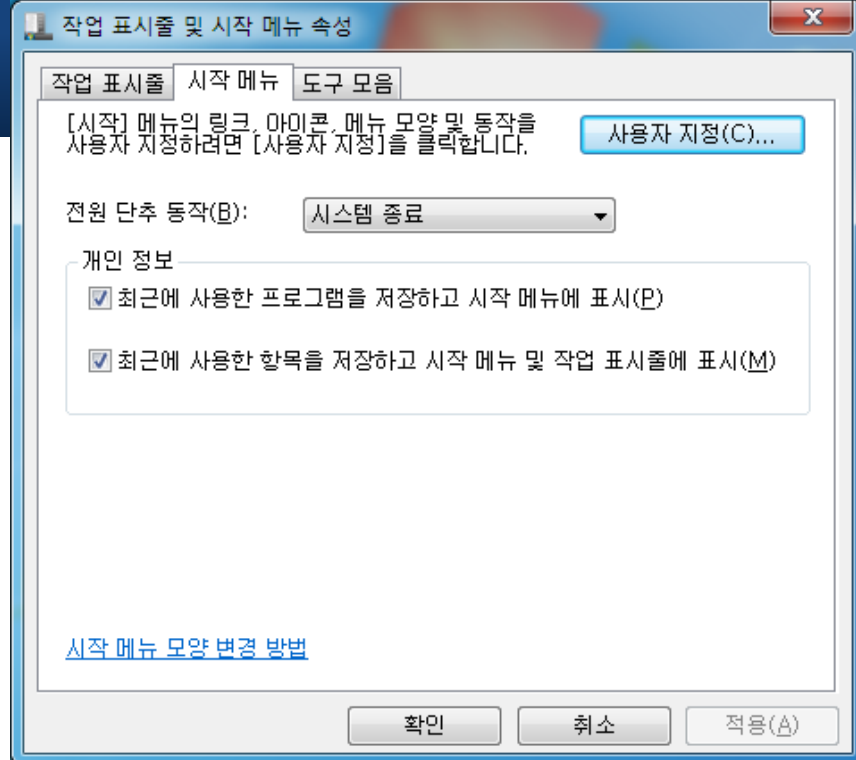 작업 표시줄 및 시작 메뉴 속성
작업 표시줄 시작 메뉴 도구 모음
[시작] 메뉴의 링크, 아이콘, 메뉴 모양 및 동작을
사용자 지정하려면 [사용자 지정]을 클릭합니다.
사용자 지정(C)...
전원 단추 동작(B): 시스템 종료
개인 정보
최근에 사용한 프로그램을 저장하고 시작 메뉴에 표시(P)
최근에 사용한 항목을 저장하고 시작 메뉴 및 작업 표시줄에 표시(M)
시작 메뉴 모양 변경 방법
확인 취소 적용(A)